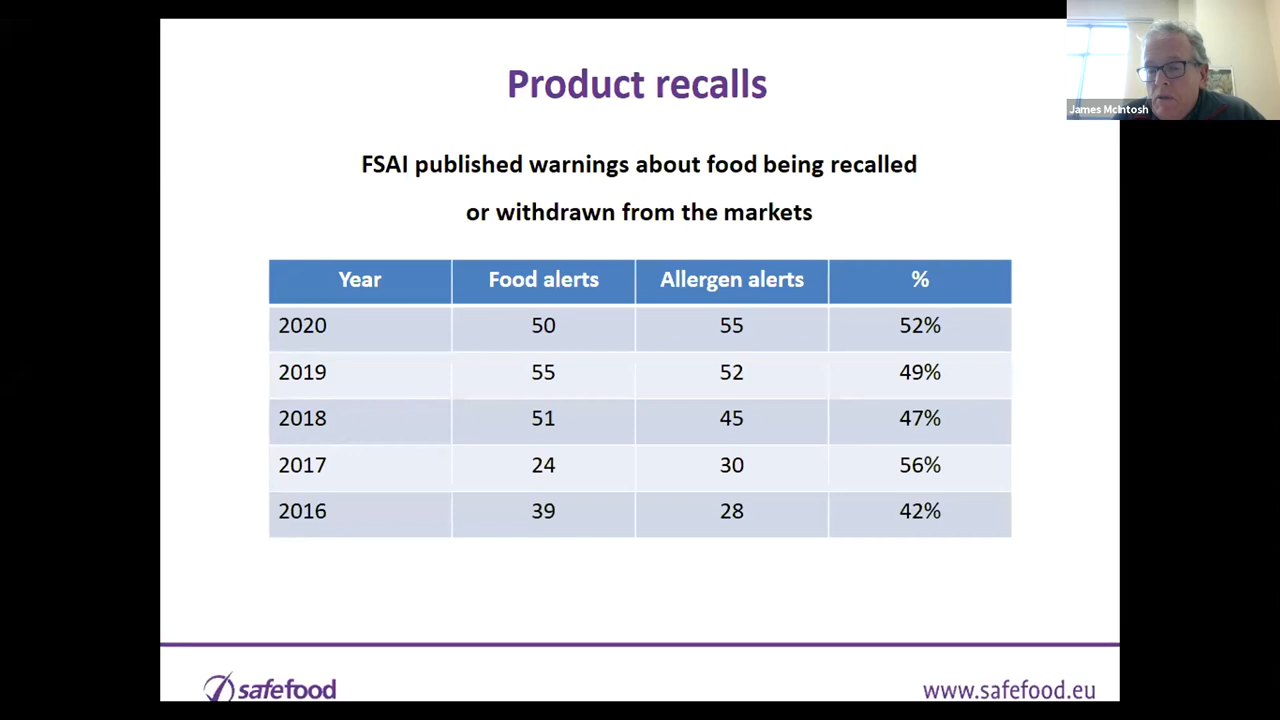 Product recalls
James McIntosh
FSAI published warnings about food being recalled
or withdrawn from the markets
Year Food alerts Allergen alerts %
2020 50 55 52%
2019 55 52 49%
2018 51 45 47%
2017 24 30 56%
2016 39 28 42%
safefood
www.safefood.eu